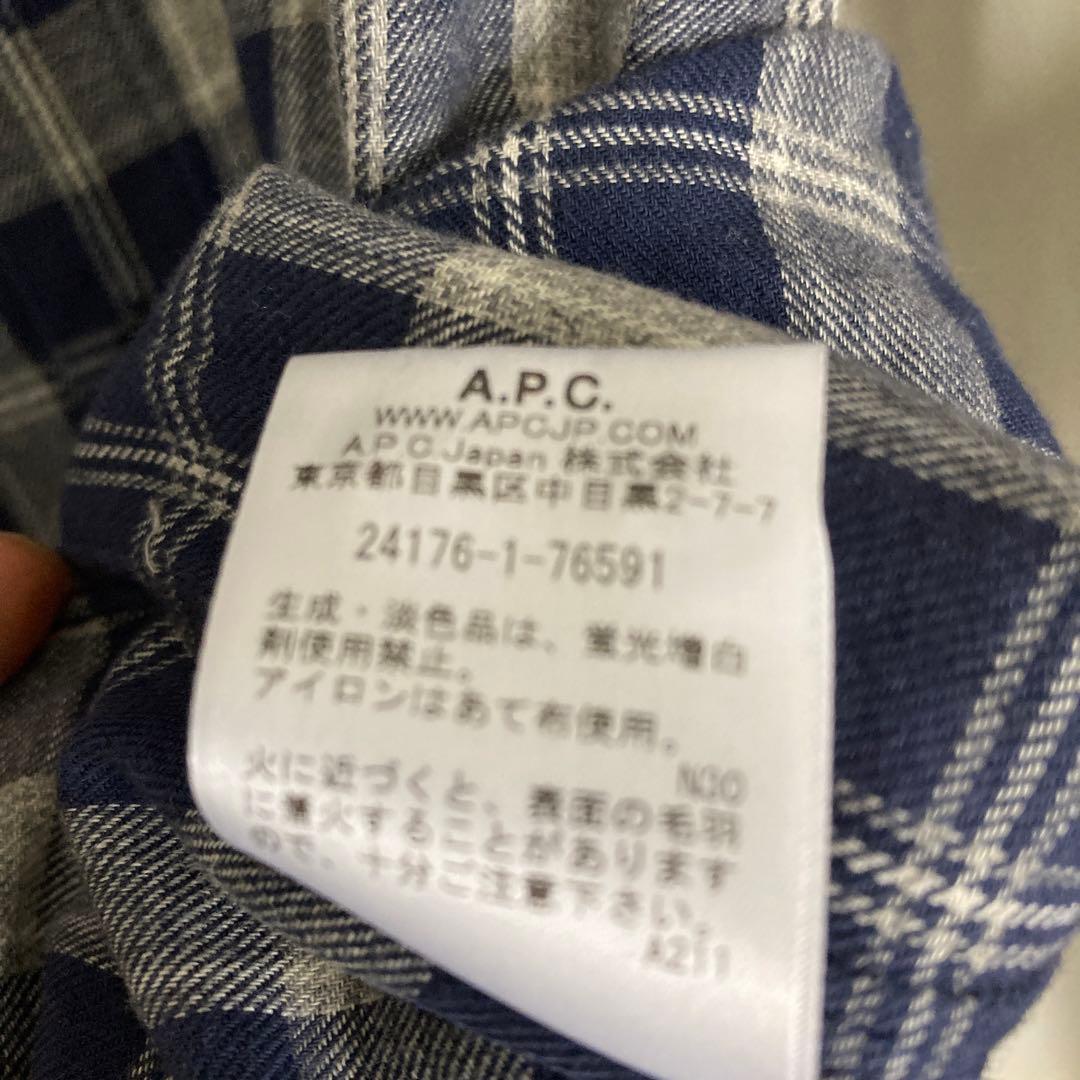 A.P.C.
WWW.APCJP.COM
A.P.C.Japan 株式会社
東京都目黒区中目黒2-7-7
24176-1-76591
生成・淡色品は、蛍光増白
剤使用禁止。
アイロンはあて布使用。
N20
火に近づくと、表面の毛羽
に着火することがあります
ので、十分ご注意下さい。
A211